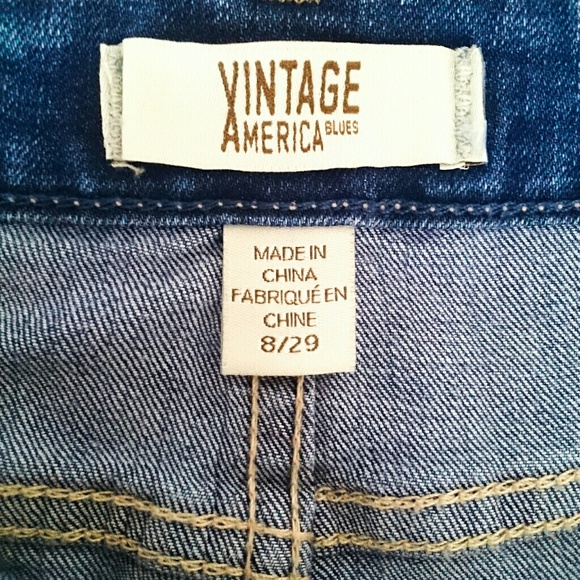 VINTAGE
AMERICA BLUES
MADE IN
CHINA
FABRIQUÉ EN
CHINE
8/29